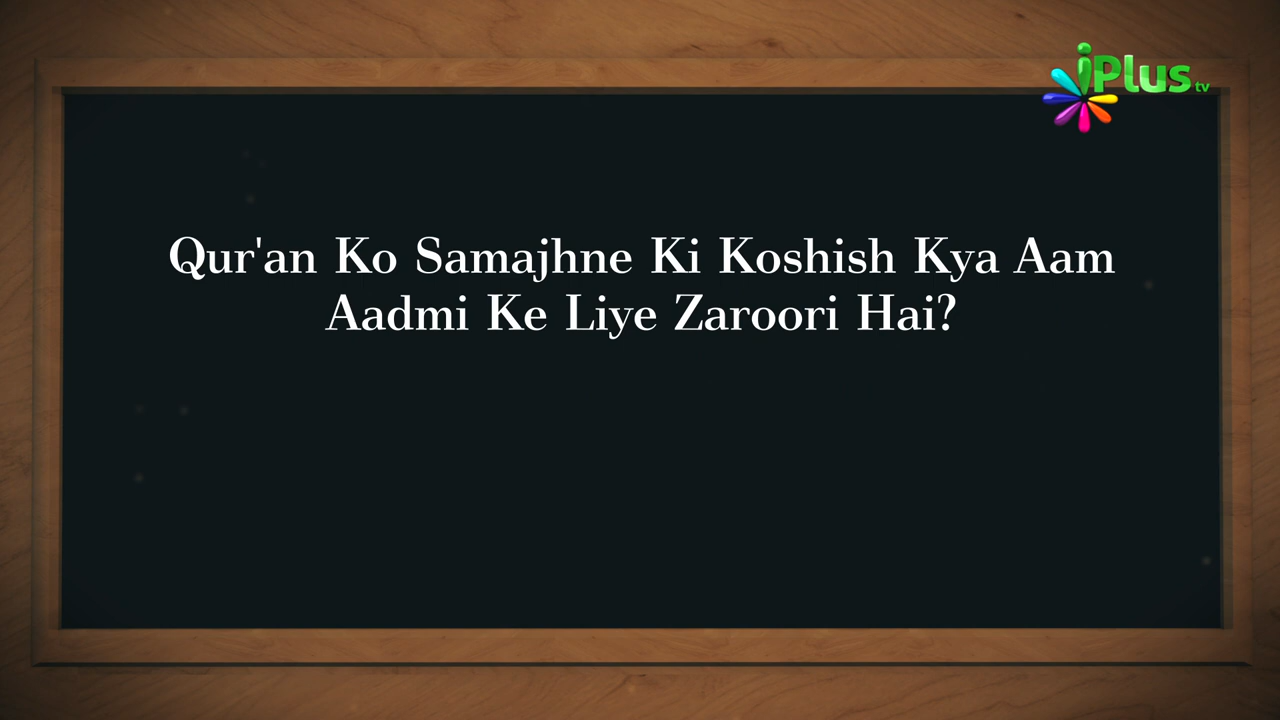 iPlus tv
Qur'an Ko Samajhne Ki Koshish Kya Aam
Aadmi Ke Liye Zaroori Hai?